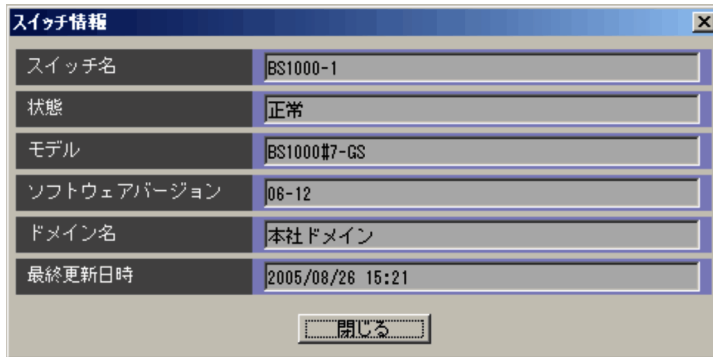 スイッチ情報
スイッチ名 BS1000-1
状態 正常
モデル BS1000#7-GS
ソフトウェアバージョン 06-12
ドメイン名 本社ドメイン
最終更新日時 2005/08/26 15:21
閉じる